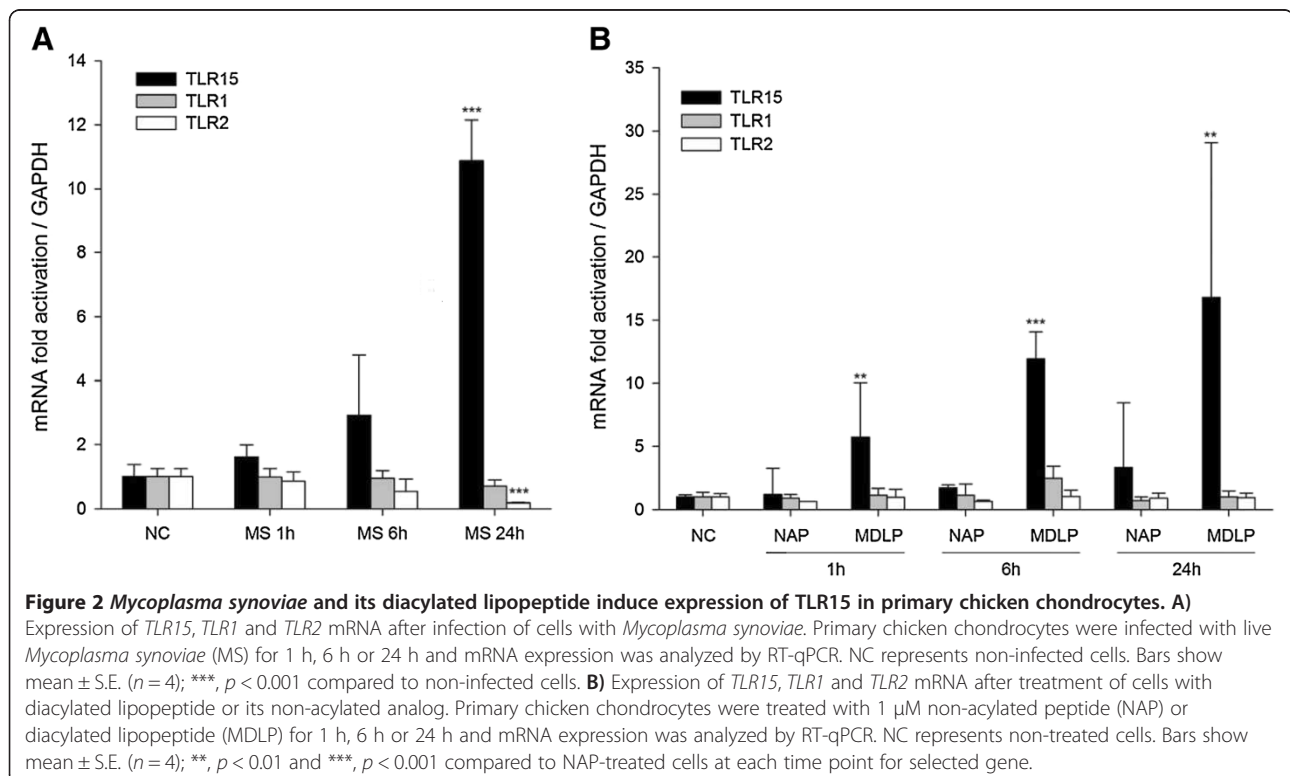 A
B
mRNA fold activation / GAPDH
14
12
10
8
6
4
2
0
TLR15
TLR1
TLR2
***
***
NC
MS 1h
MS 6h
MS 24h
mRNA fold activation / GAPDH
35
30
25
20
15
10
5
0
TLR15
TLR1
TLR2
**
***
**
NC
NAP
MDLP
NAP
MDLP
NAP
MDLP
1h
6h
24h
Figure 2 Mycoplasma synoviae and its diacylated lipopeptide induce expression of TLR15 in primary chicken chondrocytes. A)
Expression of TLR15, TLR1 and TLR2 mRNA after infection of cells with Mycoplasma synoviae. Primary chicken chondrocytes were infected with live
Mycoplasma synoviae (MS) for 1 h, 6 h or 24 h and mRNA expression was analyzed by RT-qPCR. NC represents non-infected cells. Bars show
mean ± S.E. (n = 4); ***, p < 0.001 compared to non-infected cells. B) Expression of TLR15, TLR1 and TLR2 mRNA after treatment of cells with
diacylated lipopeptide or its non-acylated analog. Primary chicken chondrocytes were treated with 1 μM non-acylated peptide (NAP) or
diacylated lipopeptide (MDLP) for 1 h, 6 h or 24 h and mRNA expression was analyzed by RT-qPCR. NC represents non-treated cells. Bars show
mean ± S.E. (n = 4); **, p < 0.01 and ***, p < 0.001 compared to NAP-treated cells at each time point for selected gene.